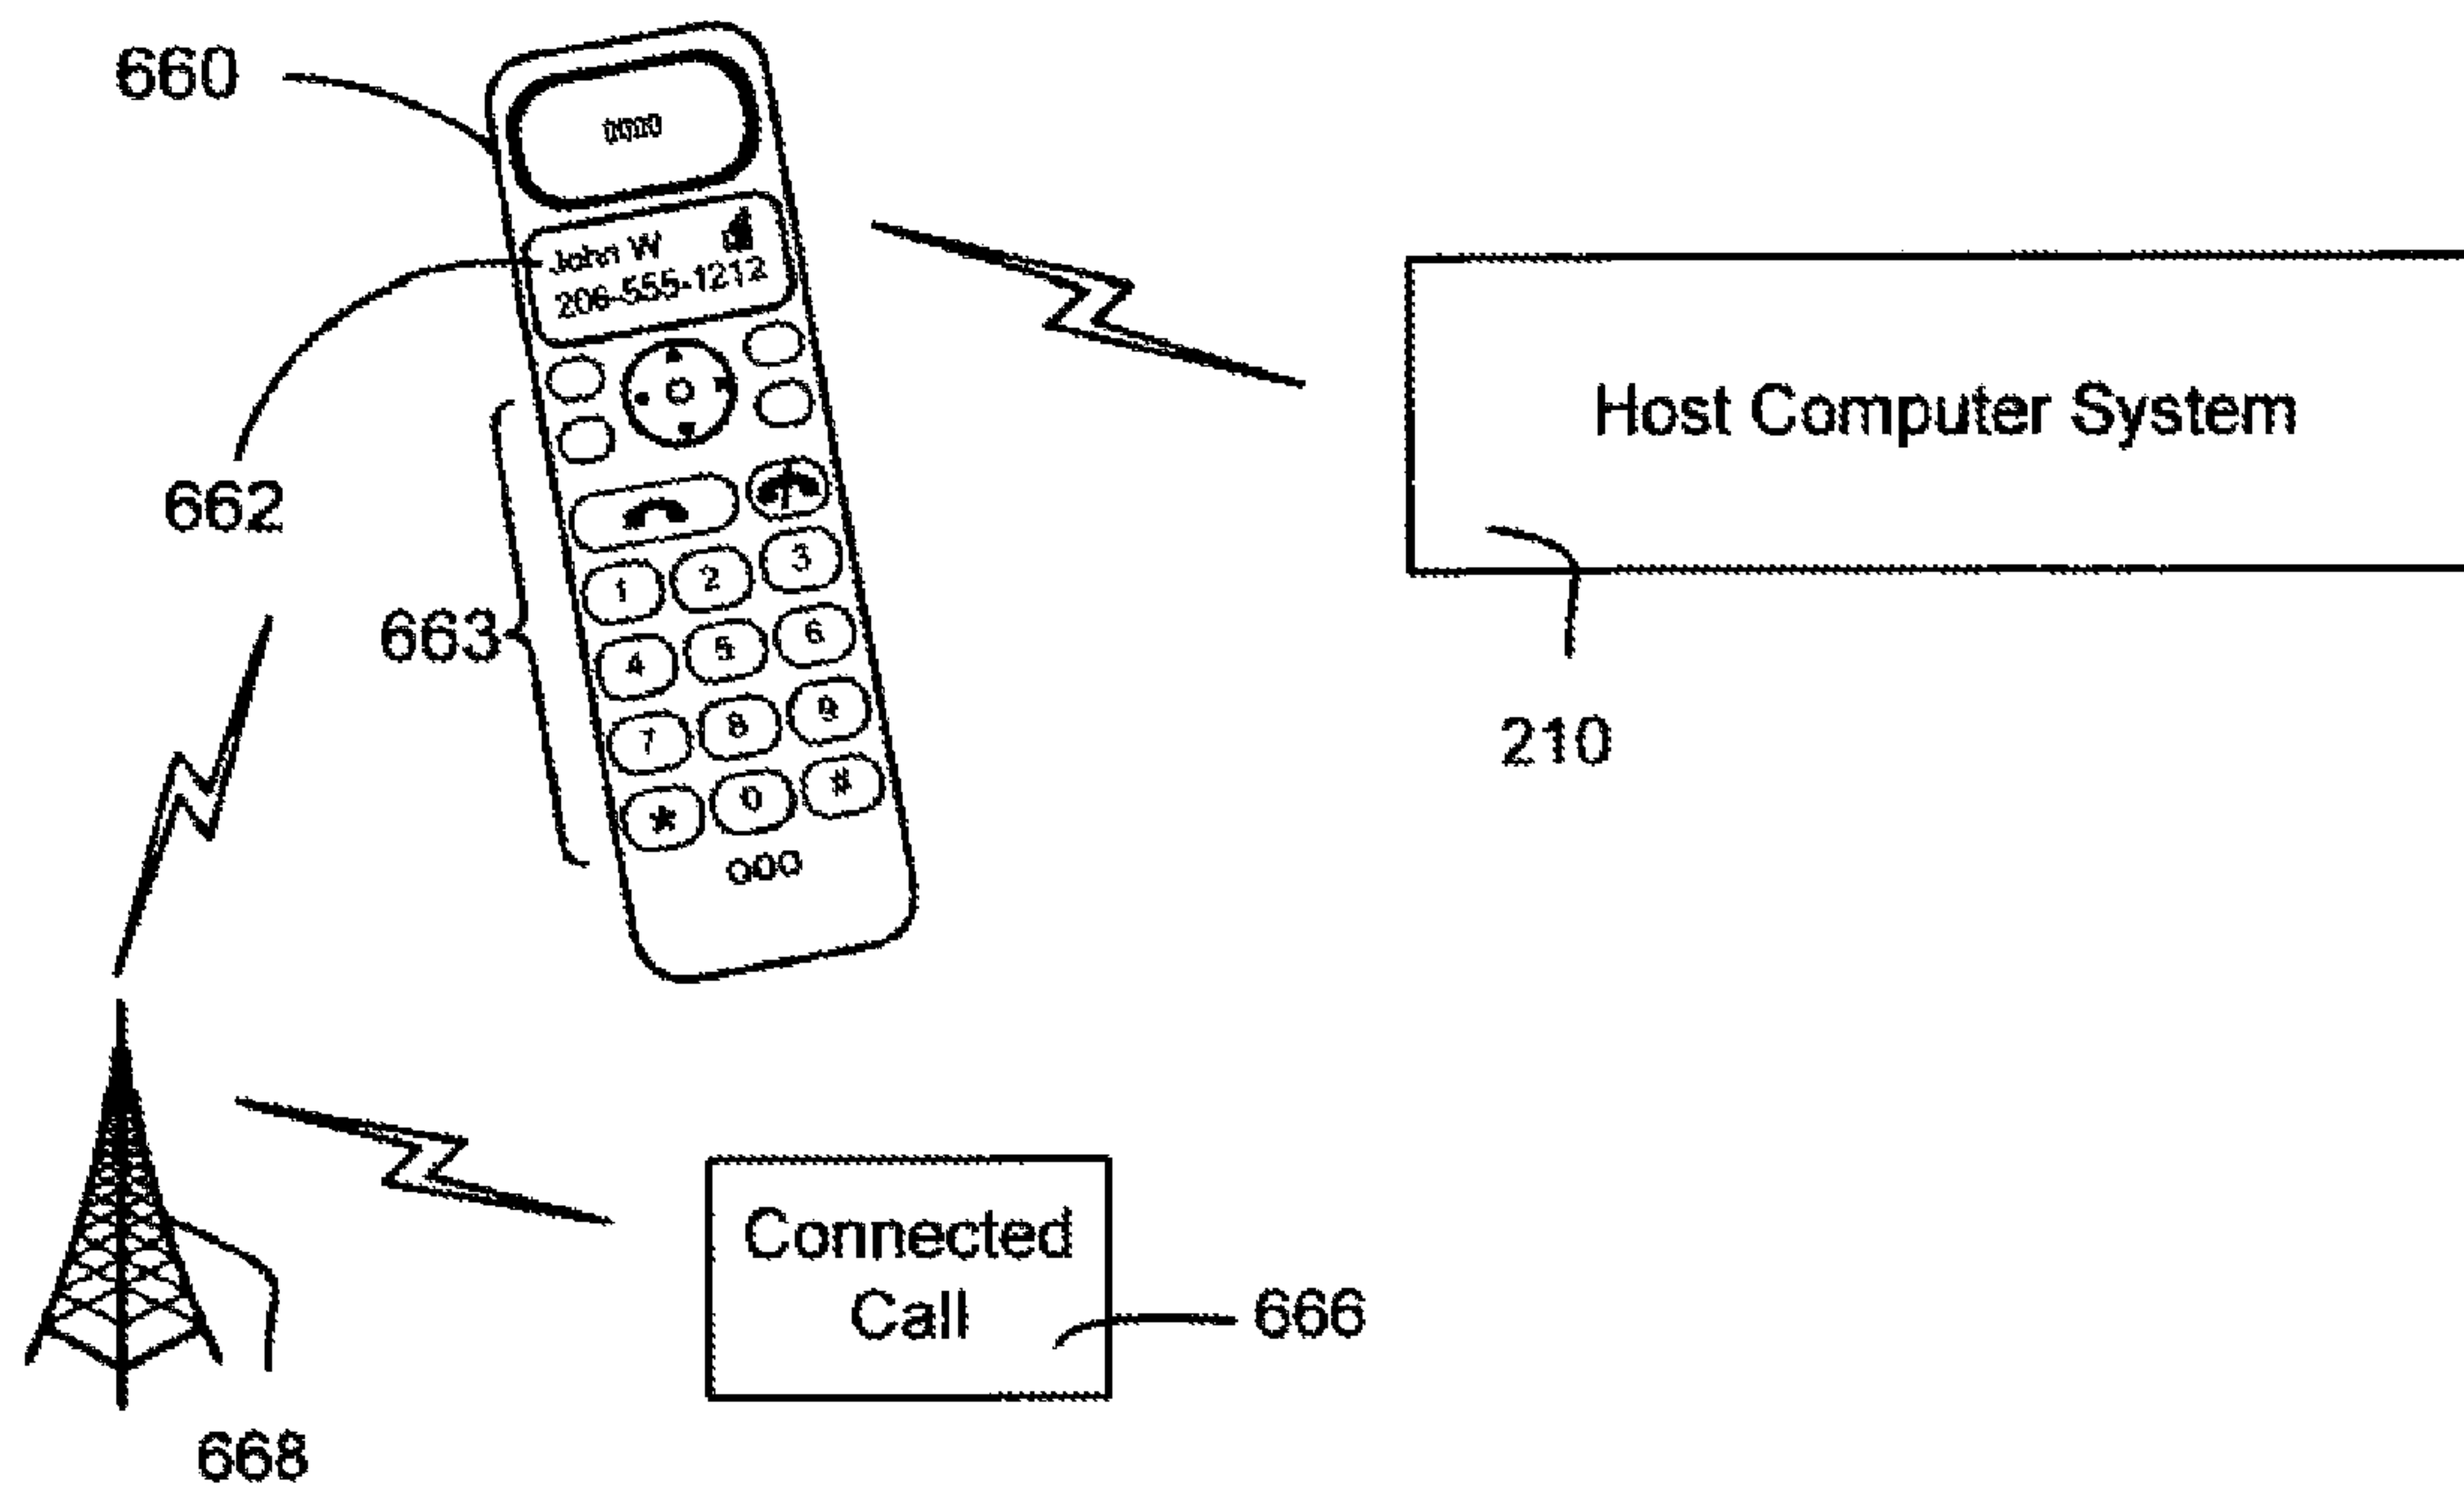 660
John W
206-555-1212
Host Computer System
662
663
1 2 3
4 5 6
7 8 9
* 0 #
210
Connected
Call
666
668